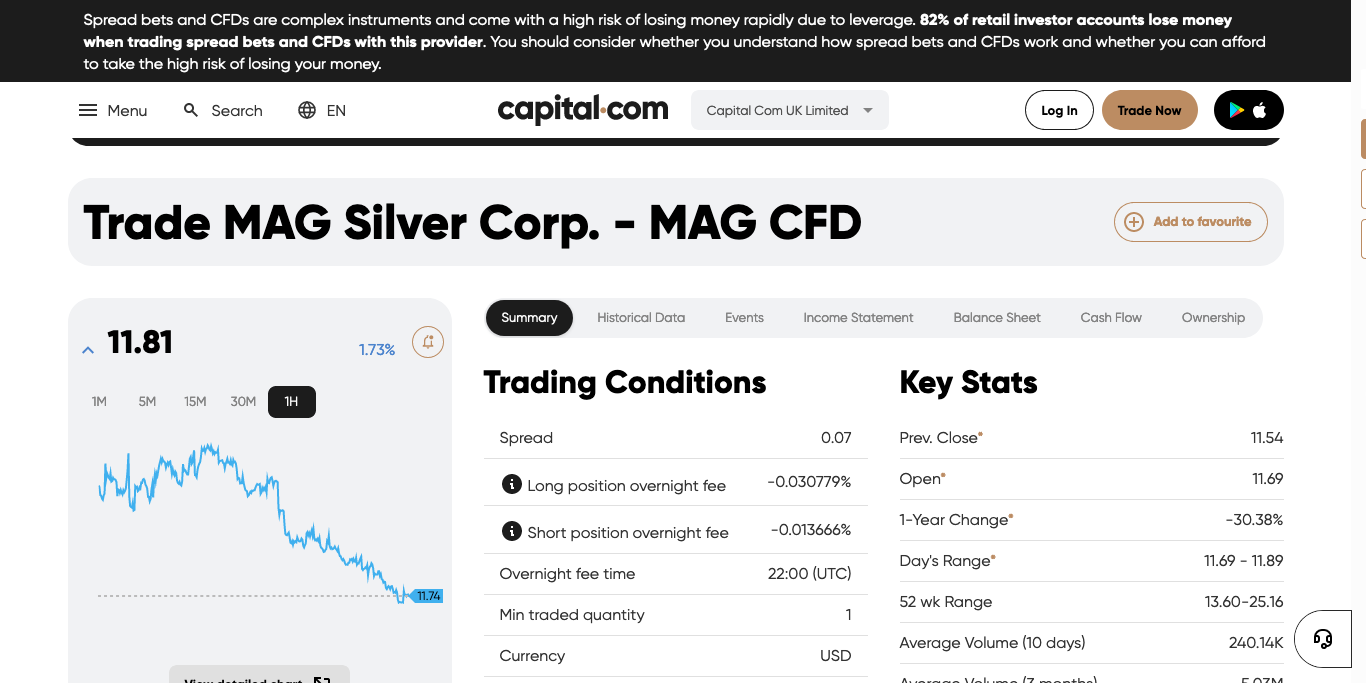 Spread bets and CFDs are complex instruments and come with a high risk of losing money rapidly due to leverage. 82% of retail investor accounts lose money
when trading spread bets and CFDs with this provider. You should consider whether you understand how spread bets and CFDs work and whether you can afford
to take the high risk of losing your money.
Menu Search EN capital.com Capital Com UK Limited Log In Trade Now
Trade MAG Silver Corp. - MAG CFD
Add to favourite
11.81 1.73%
1M 5M 15M 30M 1H
11.74
View detailed chart
Summary Historical Data Events Income Statement Balance Sheet Cash Flow Ownership
Trading Conditions
Spread 0.07
Long position overnight fee -0.030779%
Short position overnight fee -0.013666%
Overnight fee time 22:00 (UTC)
Min traded quantity 1
Currency USD
Key Stats
Prev. Close* 11.54
Open* 11.69
1-Year Change* -30.38%
Day's Range* 11.69 - 11.89
52 wk Range 13.60-25.16
Average Volume (10 days) 240.14K
Average Volume (3 months) 5.03M